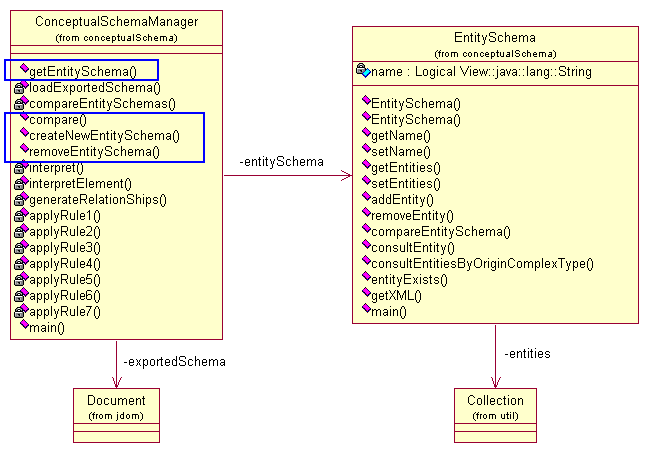 ConceptualSchemaManager
(from conceptualSchema)
getEntitySchema()
loadExportedSchema()
compareEntitySchemas()
compare()
createNewEntitySchema()
removeEntitySchema()
interpret()
interpretElement()
generateRelationShips()
applyRule1()
applyRule2()
applyRule3()
applyRule4()
applyRule5()
applyRule6()
applyRule7()
main()
-entitySchema
EntitySchema
(from conceptualSchema)
name : Logical View::java::lang::String
EntitySchema()
EntitySchema()
getName()
setName()
getEntities()
setEntities()
addEntity()
removeEntity()
compareEntitySchema()
consultEntity()
consultEntitiesByOriginComplexType()
entityExists()
getXML()
main()
-exportedSchema
-entities
Document
(from jdom)
Collection
(from util)